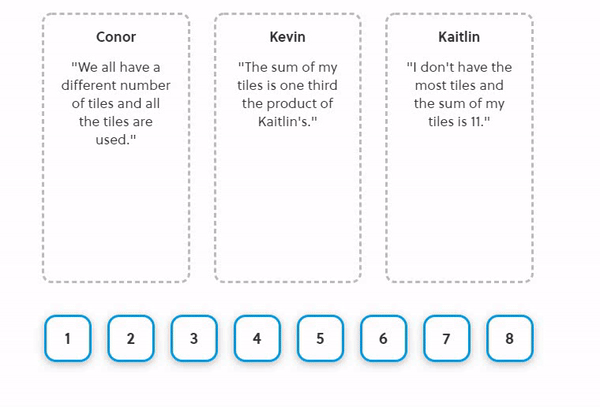 Conor
"We all have a
different number
of tiles and all
the tiles are
used."
Kevin
"The sum of my
tiles is one third
the product of
Kaitlin's."
Kaitlin
"I don't have the
most tiles and
the sum of my
tiles is 11."
1 2 3 4 5 6 7 8